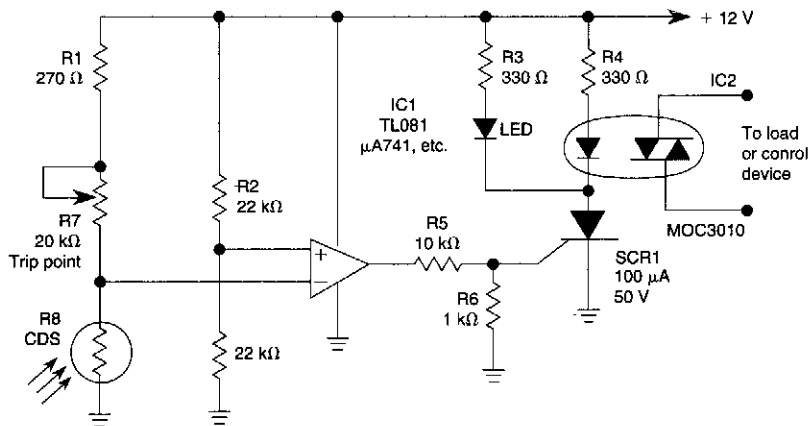 + 12 V
R1
270 Ω
R3
330 Ω
R4
330 Ω
IC2
IC1
TL081
μA741, etc.
LED
To load
or conrol
device
R2
22 kΩ
R7
20 kΩ
Trip point
+
−
R5
10 kΩ
MOC3010
SCR1
100 μA
50 V
R6
1 kΩ
R8
CDS
22 kΩ